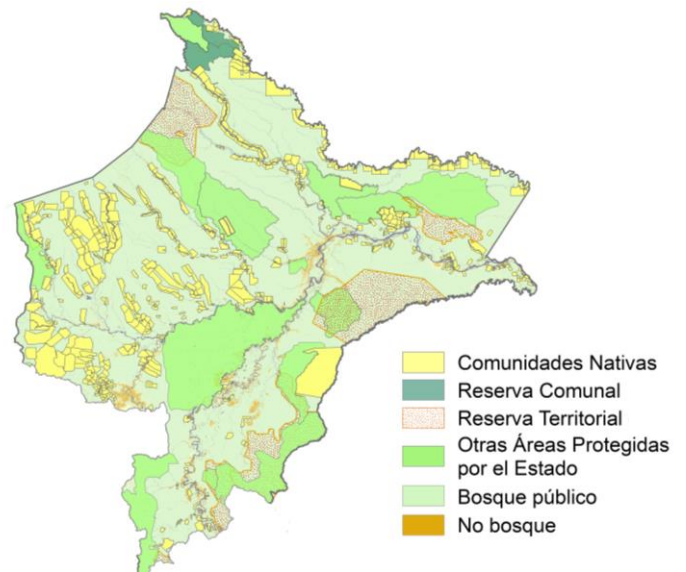 Comunidades Nativas
Reserva Comunal
Reserva Territorial
Otras Áreas Protegidas
por el Estado
Bosque público
No bosque